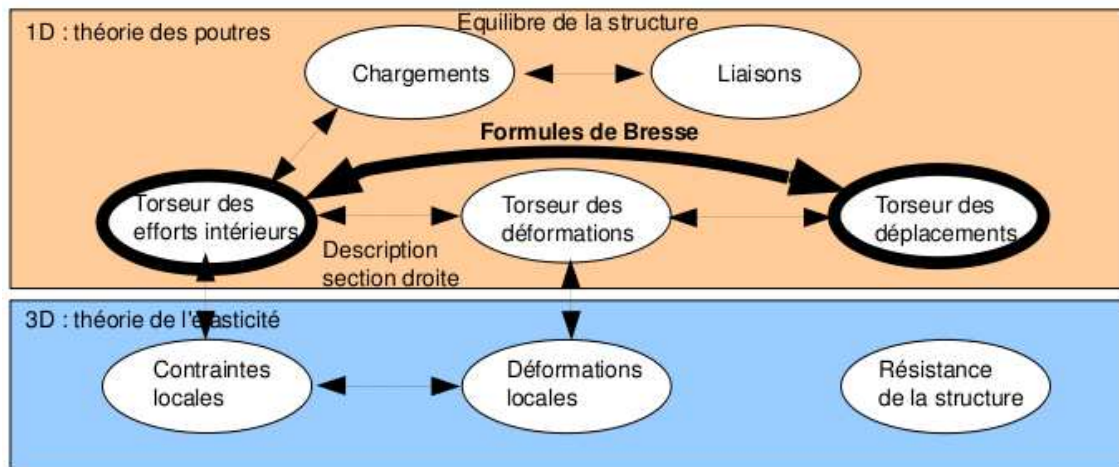 1D : théorie des poutres
Equilibre de la structure
Chargements
Liaisons
Formules de Bresse
Torseur des
efforts intérieurs
Torseur des
déformations
Torseur des
déplacements
Description
section droite
3D : théorie de l'élasticité
Contraintes
locales
Déformations
locales
Résistance
de la structure